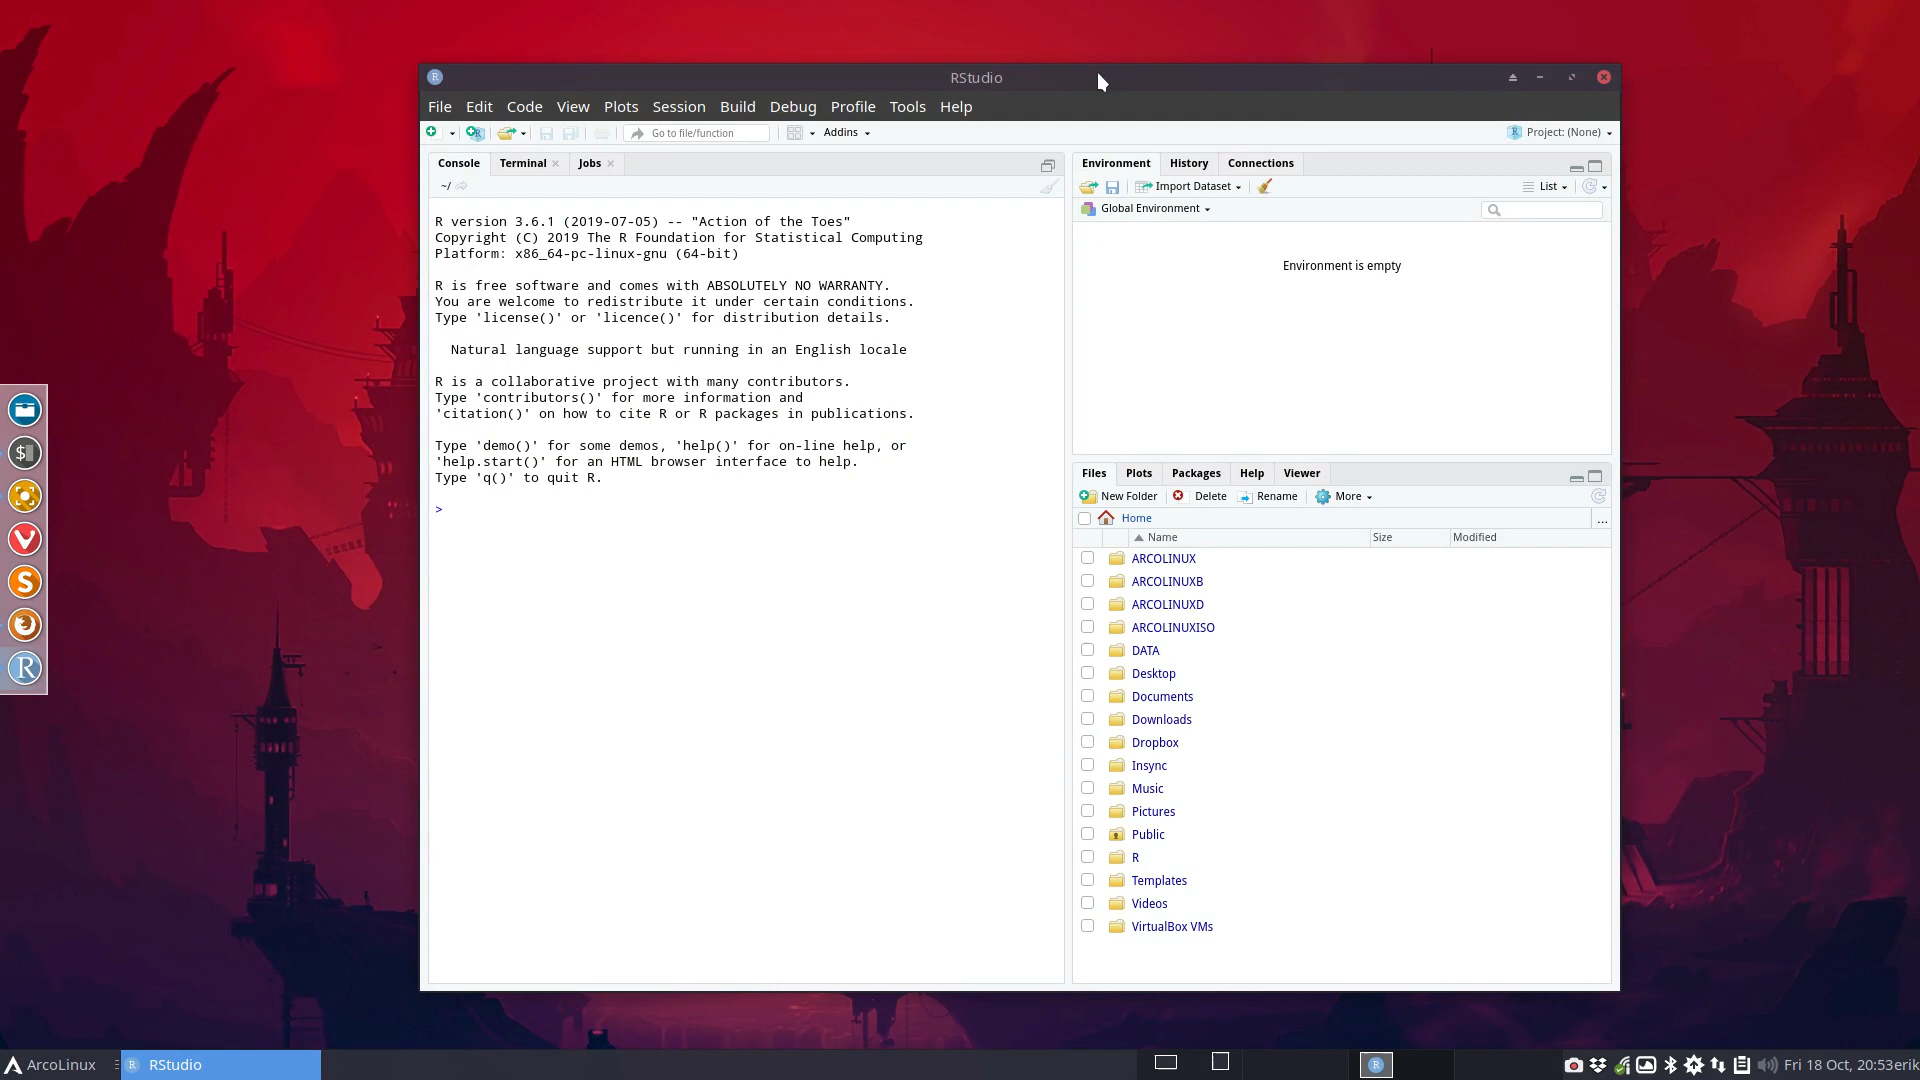 RStudio
File Edit Code View Plots Session Build Debug Profile Tools Help
Go to file/function Addins Project: (None)
Console Terminal Jobs
~/
R version 3.6.1 (2019-07-05) -- "Action of the Toes"
Copyright (C) 2019 The R Foundation for Statistical Computing
Platform: x86_64-pc-linux-gnu (64-bit)
R is free software and comes with ABSOLUTELY NO WARRANTY.
You are welcome to redistribute it under certain conditions.
Type 'license()' or 'licence()' for distribution details.
Natural language support but running in an English locale
R is a collaborative project with many contributors.
Type 'contributors()' for more information and
'citation()' on how to cite R or R packages in publications.
Type 'demo()' for some demos, 'help()' for on-line help, or
'help.start()' for an HTML browser interface to help.
Type 'q()' to quit R.
>
Environment History Connections
Import Dataset List
Global Environment
Environment is empty
Files Plots Packages Help Viewer
New Folder Delete Rename More
Home ...
Name Size Modified
ARCOLINUX
ARCOLINUXB
ARCOLINUXD
ARCOLINUXISO
DATA
Desktop
Documents
Downloads
Dropbox
Insync
Music
Pictures
Public
R
Templates
Videos
VirtualBox VMs
ArcoLinux RStudio Fri 18 Oct, 20:53erik